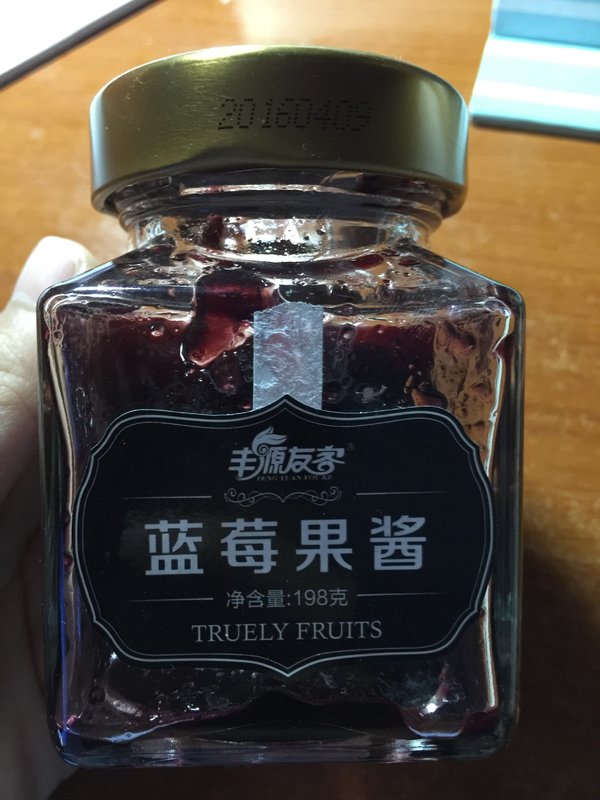 20160409
丰源友客
FENG YUAN YOU KE
蓝莓果酱
净含量:198克
TRUELY FRUITS